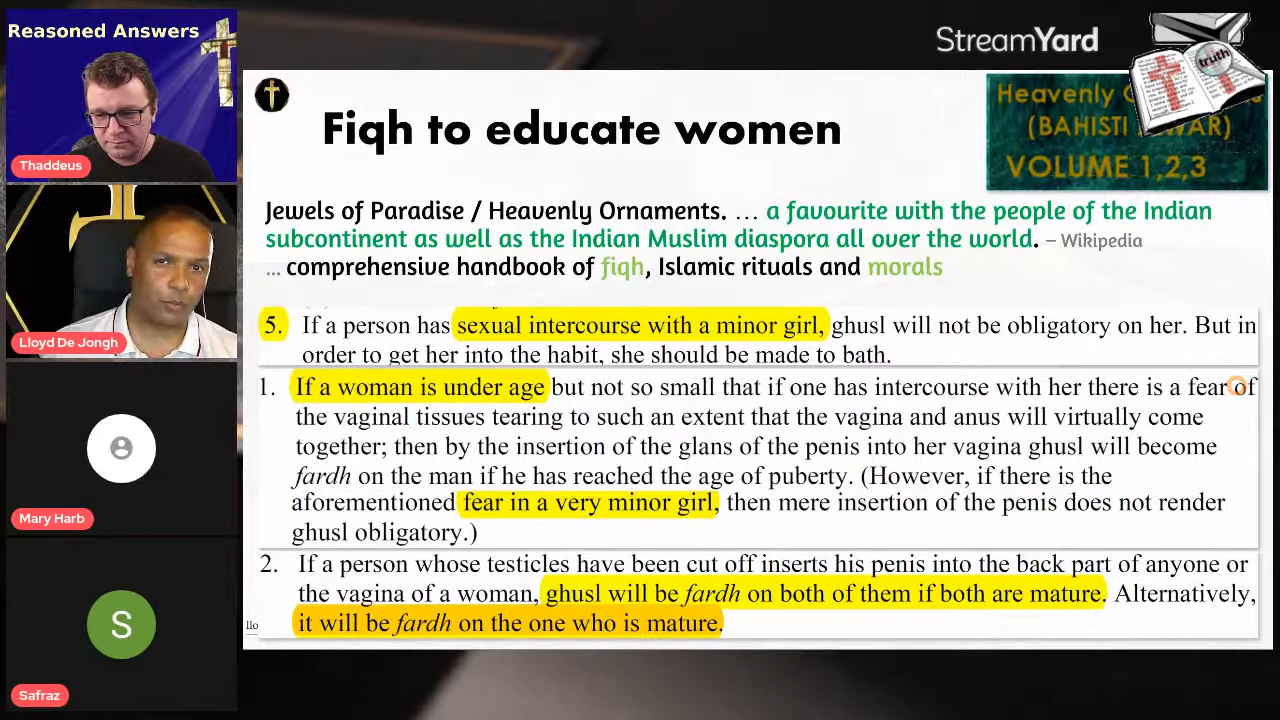 Reasoned Answers
Thaddeus
Lloyd De Jongh
Mary Harb
S
Safraz
StreamYard
truth
Heavenly
(BAHISTI
VOLUME 1,2,3
Fiqh to educate women
Jewels of Paradise / Heavenly Ornaments. … a favourite with the people of the Indian
subcontinent as well as the Indian Muslim diaspora all over the world. – Wikipedia
... comprehensive handbook of fiqh, Islamic rituals and morals
5. If a person has sexual intercourse with a minor girl, ghusl will not be obligatory on her. But in
order to get her into the habit, she should be made to bath.
1. If a woman is under age but not so small that if one has intercourse with her there is a fear of
the vaginal tissues tearing to such an extent that the vagina and anus will virtually come
together; then by the insertion of the glans of the penis into her vagina ghusl will become
fardh on the man if he has reached the age of puberty. (However, if there is the
aforementioned fear in a very minor girl, then mere insertion of the penis does not render
ghusl obligatory.)
2. If a person whose testicles have been cut off inserts his penis into the back part of anyone or
the vagina of a woman, ghusl will be fardh on both of them if both are mature. Alternatively,
it will be fardh on the one who is mature.